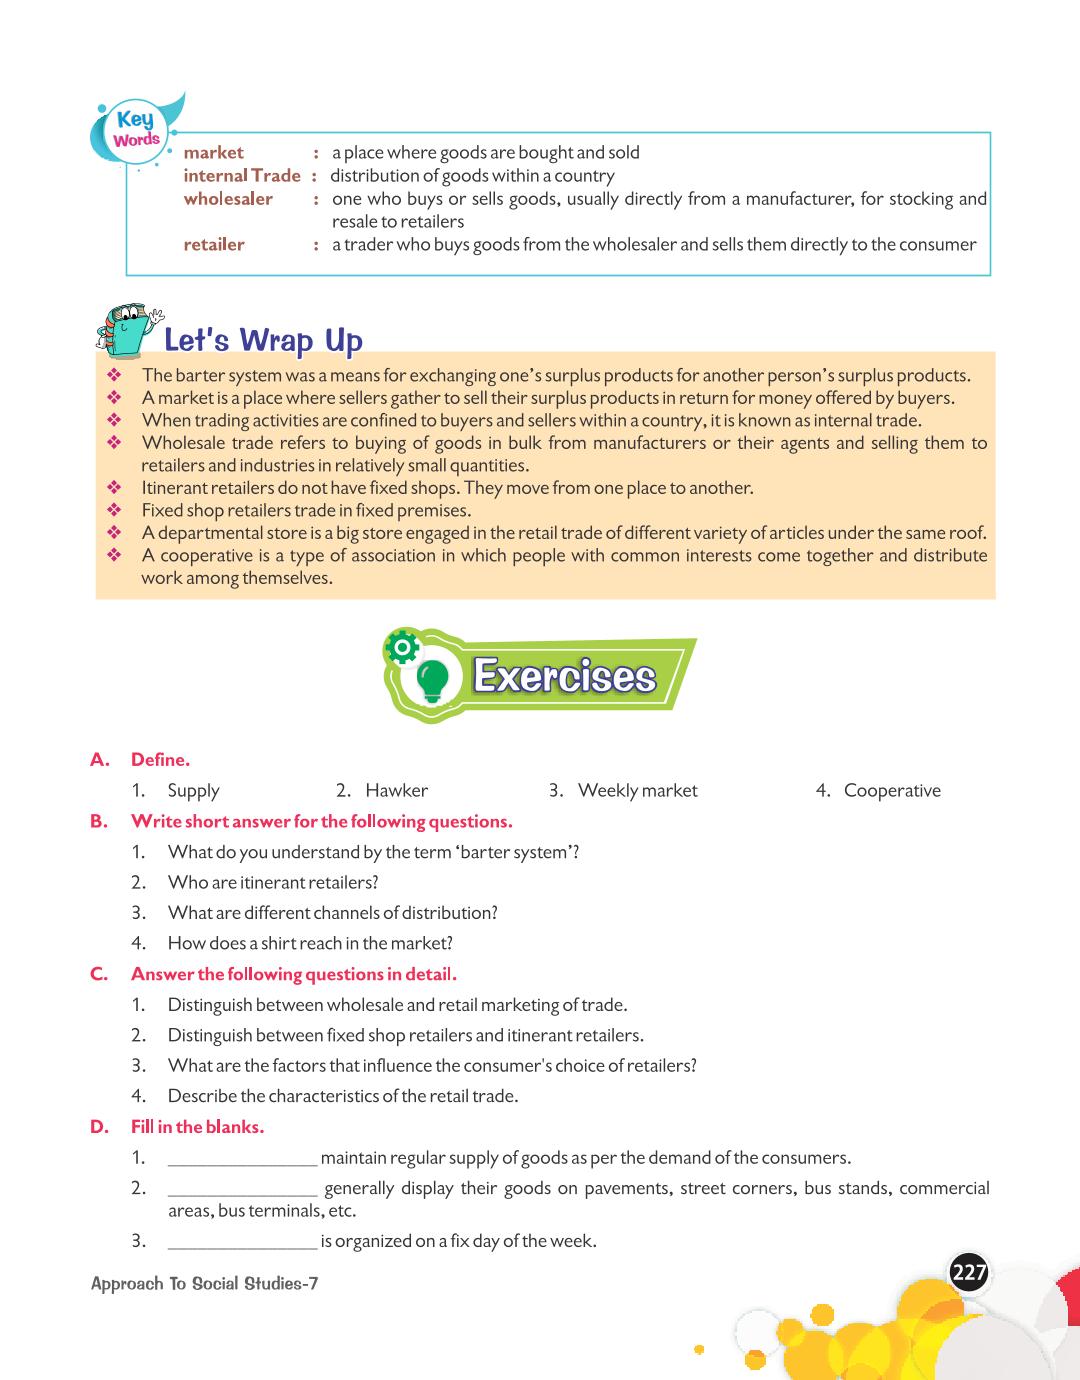 Key
Words
market : a place where goods are bought and sold
internal Trade : distribution of goods within a country
wholesaler : one who buys or sells goods, usually directly from a manufacturer, for stocking and
resale to retailers
retailer : a trader who buys goods from the wholesaler and sells them directly to the consumer
Let's Wrap Up
❖ The barter system was a means for exchanging one's surplus products for another person's surplus products.
❖ A market is a place where sellers gather to sell their surplus products in return for money offered by buyers.
❖ When trading activities are confined to buyers and sellers within a country, it is known as internal trade.
❖ Wholesale trade refers to buying of goods in bulk from manufacturers or their agents and selling them to
retailers and industries in relatively small quantities.
❖ Itinerant retailers do not have fixed shops. They move from one place to another.
❖ Fixed shop retailers trade in fixed premises.
❖ A departmental store is a big store engaged in the retail trade of different variety of articles under the same roof.
❖ A cooperative is a type of association in which people with common interests come together and distribute
work among themselves.
Exercises
A. Define.
1. Supply 2. Hawker 3. Weekly market 4. Cooperative
B. Write short answer for the following questions.
1. What do you understand by the term 'barter system'?
2. Who are itinerant retailers?
3. What are different channels of distribution?
4. How does a shirt reach in the market?
C. Answer the following questions in detail.
1. Distinguish between wholesale and retail marketing of trade.
2. Distinguish between fixed shop retailers and itinerant retailers.
3. What are the factors that influence the consumer's choice of retailers?
4. Describe the characteristics of the retail trade.
D. Fill in the blanks.
1. _______________ maintain regular supply of goods as per the demand of the consumers.
2. _______________ generally display their goods on pavements, street corners, bus stands, commercial
areas, bus terminals, etc.
3. _______________ is organized on a fix day of the week.
Approach To Social Studies-7
227